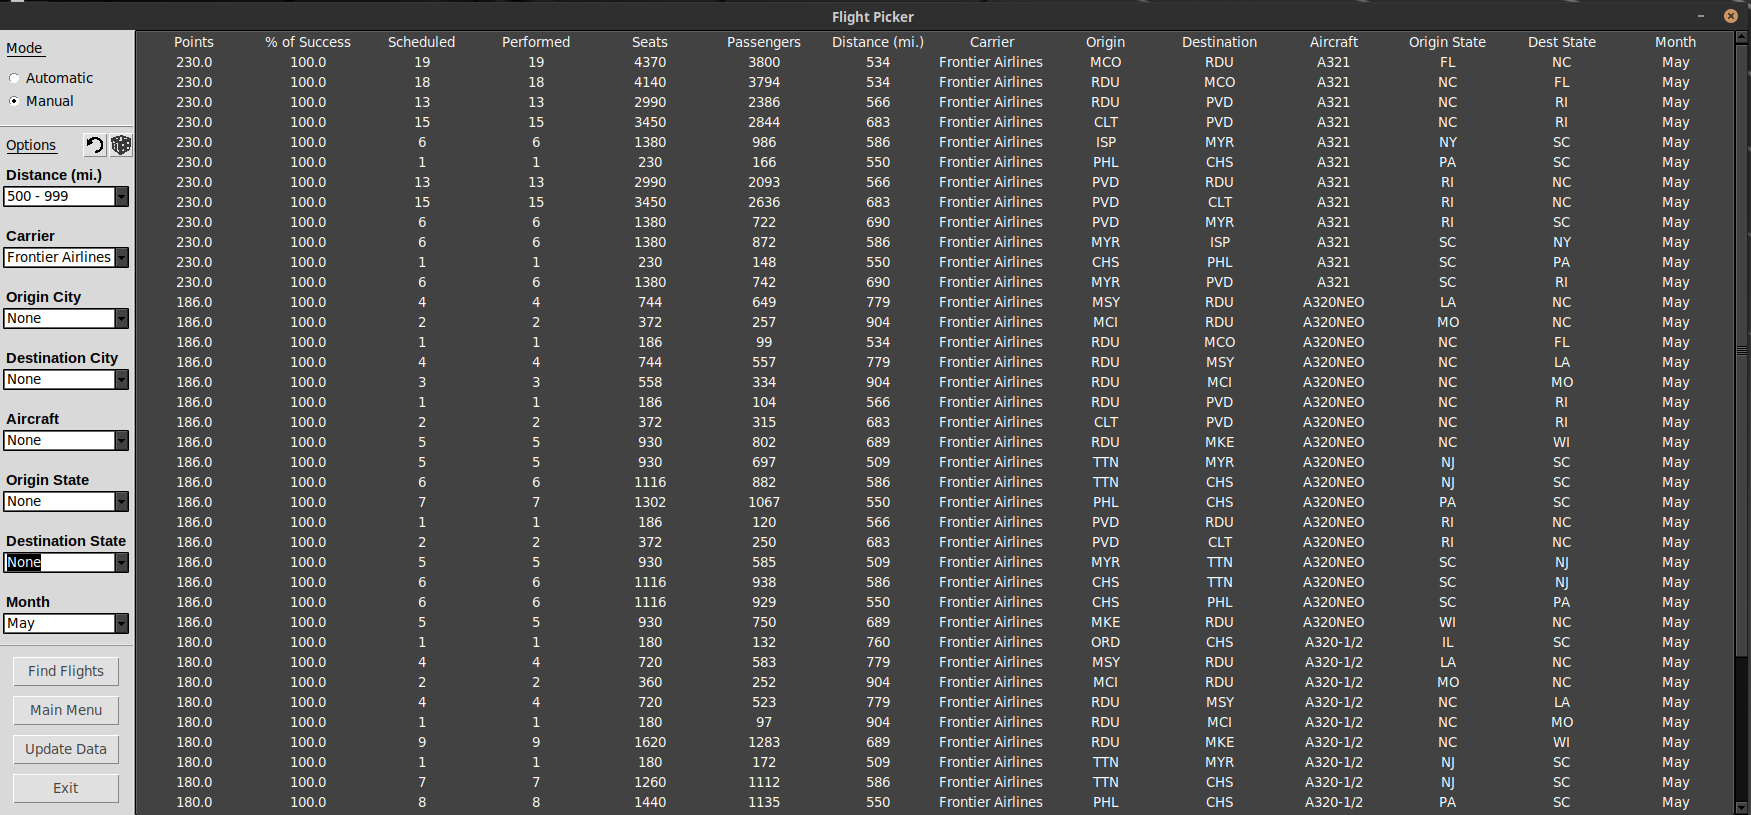 Flight Picker
Mode
Automatic
Manual
Options
Distance (mi.)
500 - 999
Carrier
Frontier Airlines
Origin City
None
Destination City
None
Aircraft
None
Origin State
None
Destination State
None
Month
May
Find Flights
Main Menu
Update Data
Exit
Points % of Success Scheduled Performed Seats Passengers Distance (mi.) Carrier Origin Destination Aircraft Origin State Dest State Month
230.0 100.0 19 19 4370 3800 534 Frontier Airlines MCO RDU A321 FL NC May
230.0 100.0 18 18 4140 3794 534 Frontier Airlines RDU MCO A321 NC FL May
230.0 100.0 13 13 2990 2386 566 Frontier Airlines RDU PVD A321 NC RI May
230.0 100.0 15 15 3450 2844 683 Frontier Airlines CLT PVD A321 NC RI May
230.0 100.0 6 6 1380 986 586 Frontier Airlines ISP MYR A321 NY SC May
230.0 100.0 1 1 230 166 550 Frontier Airlines PHL CHS A321 PA SC May
230.0 100.0 13 13 2990 2093 566 Frontier Airlines PVD RDU A321 RI NC May
230.0 100.0 15 15 3450 2636 683 Frontier Airlines PVD CLT A321 RI NC May
230.0 100.0 6 6 1380 722 690 Frontier Airlines PVD MYR A321 RI SC May
230.0 100.0 6 6 1380 872 586 Frontier Airlines MYR ISP A321 SC NY May
230.0 100.0 1 1 230 148 550 Frontier Airlines CHS PHL A321 SC PA May
230.0 100.0 6 6 1380 742 690 Frontier Airlines MYR PVD A321 SC RI May
186.0 100.0 4 4 744 649 779 Frontier Airlines MSY RDU A320NEO LA NC May
186.0 100.0 2 2 372 257 904 Frontier Airlines MCI RDU A320NEO MO NC May
186.0 100.0 1 1 186 99 534 Frontier Airlines RDU MCO A320NEO NC FL May
186.0 100.0 4 4 744 557 779 Frontier Airlines RDU MSY A320NEO NC LA May
186.0 100.0 3 3 558 334 904 Frontier Airlines RDU MCI A320NEO NC MO May
186.0 100.0 1 1 186 104 566 Frontier Airlines RDU PVD A320NEO NC RI May
186.0 100.0 2 2 372 315 683 Frontier Airlines CLT PVD A320NEO NC RI May
186.0 100.0 5 5 930 802 689 Frontier Airlines RDU MKE A320NEO NC WI May
186.0 100.0 5 5 930 697 509 Frontier Airlines TTN MYR A320NEO NJ SC May
186.0 100.0 6 6 1116 882 586 Frontier Airlines TTN CHS A320NEO NJ SC May
186.0 100.0 7 7 1302 1067 550 Frontier Airlines PHL CHS A320NEO PA SC May
186.0 100.0 1 1 186 120 566 Frontier Airlines PVD RDU A320NEO RI NC May
186.0 100.0 2 2 372 250 683 Frontier Airlines PVD CLT A320NEO RI NC May
186.0 100.0 5 5 930 585 509 Frontier Airlines MYR TTN A320NEO SC NJ May
186.0 100.0 6 6 1116 938 586 Frontier Airlines CHS TTN A320NEO SC NJ May
186.0 100.0 6 6 1116 929 550 Frontier Airlines CHS PHL A320NEO SC PA May
186.0 100.0 5 5 930 750 689 Frontier Airlines MKE RDU A320NEO WI NC May
180.0 100.0 1 1 180 132 760 Frontier Airlines ORD CHS A320-1/2 IL SC May
180.0 100.0 4 4 720 583 779 Frontier Airlines MSY RDU A320-1/2 LA NC May
180.0 100.0 2 2 360 252 904 Frontier Airlines MCI RDU A320-1/2 MO NC May
180.0 100.0 4 4 720 523 779 Frontier Airlines RDU MSY A320-1/2 NC LA May
180.0 100.0 1 1 180 97 904 Frontier Airlines RDU MCI A320-1/2 NC MO May
180.0 100.0 9 9 1620 1283 689 Frontier Airlines RDU MKE A320-1/2 NC WI May
180.0 100.0 1 1 180 172 509 Frontier Airlines TTN MYR A320-1/2 NJ SC May
180.0 100.0 7 7 1260 1112 586 Frontier Airlines TTN CHS A320-1/2 NJ SC May
180.0 100.0 8 8 1440 1135 550 Frontier Airlines PHL CHS A320-1/2 PA SC May